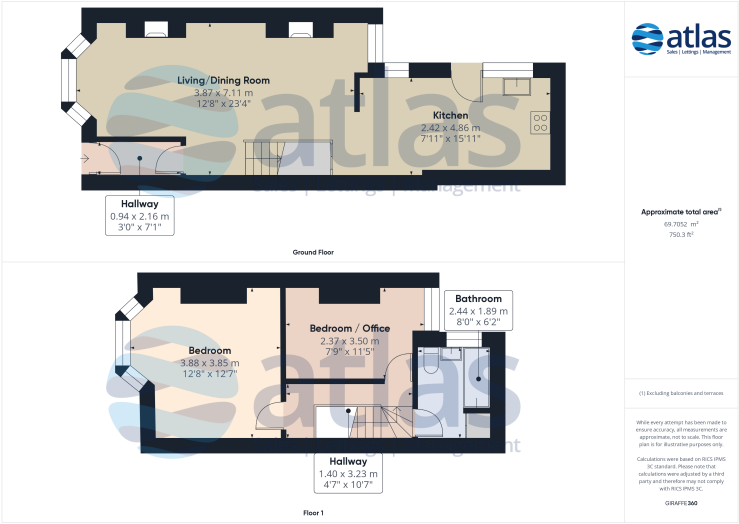 Living/Dining Room
3.87 x 7.11 m
12'8" x 23'4"
Kitchen
2.42 x 4.86 m
7'11" x 15'11"
Hallway
0.94 x 2.16 m
3'0" x 7'1"
atlas
Sales | Lettings | Management
Ground Floor
Bedroom
3.88 x 3.85 m
12'8" x 12'7"
Bedroom / Office
2.37 x 3.50 m
7'9" x 11'5"
Bathroom
2.44 x 1.89 m
8'0" x 6'2"
Hallway
1.40 x 3.23 m
4'7" x 10'7"
atlas
Floor 1
atlas
Sales | Lettings | Management
Approximate total area(1)
69.7052 m²
750.3 ft²
(1) Excluding balconies and terraces
While every attempt has been made to
ensure accuracy, all measurements are
approximate, not to scale. This floor
plan is for illustrative purposes only.
Calculations were based on RICS IPMS
3C standard. Please note that
calculations were adjusted by a third
party and therefore may not comply
with RICS IPMS 3C.
GIRAFFE360